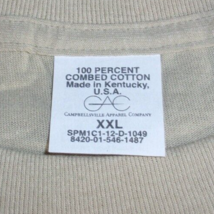 100 PERCENT
COMBED COTTON
Made in Kentucky,
U.S.A.
CAC
CAMPBELLSVILLE APPAREL COMPANY
XXL
SPM1C1-12-D-1049
8420-01-546-1487